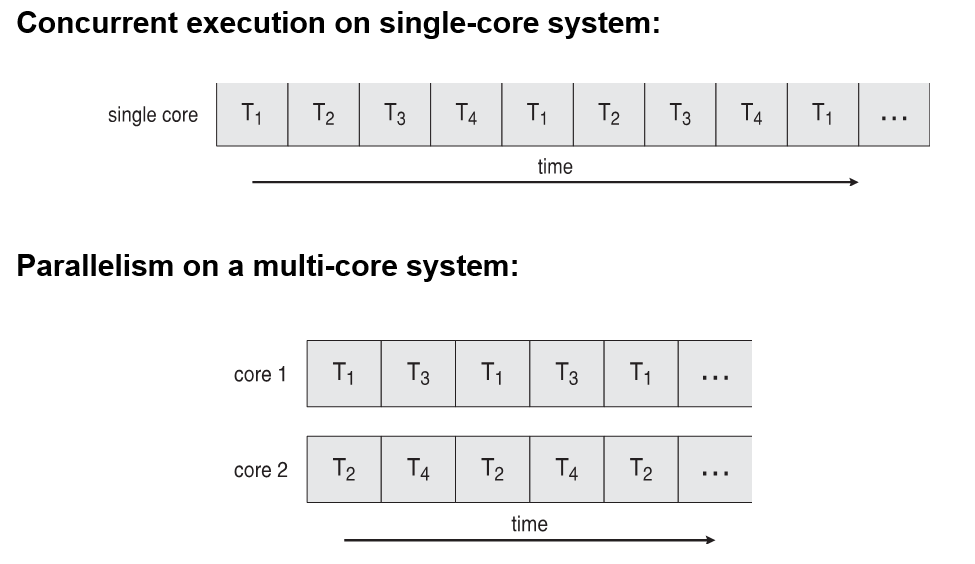 Concurrent execution on single-core system:
single core T₁ T₂ T₃ T₄ T₁ T₂ T₃ T₄ T₁ ...
time
Parallelism on a multi-core system:
core 1 T₁ T₃ T₁ T₃ T₁ ...
core 2 T₂ T₄ T₂ T₄ T₂ ...
time